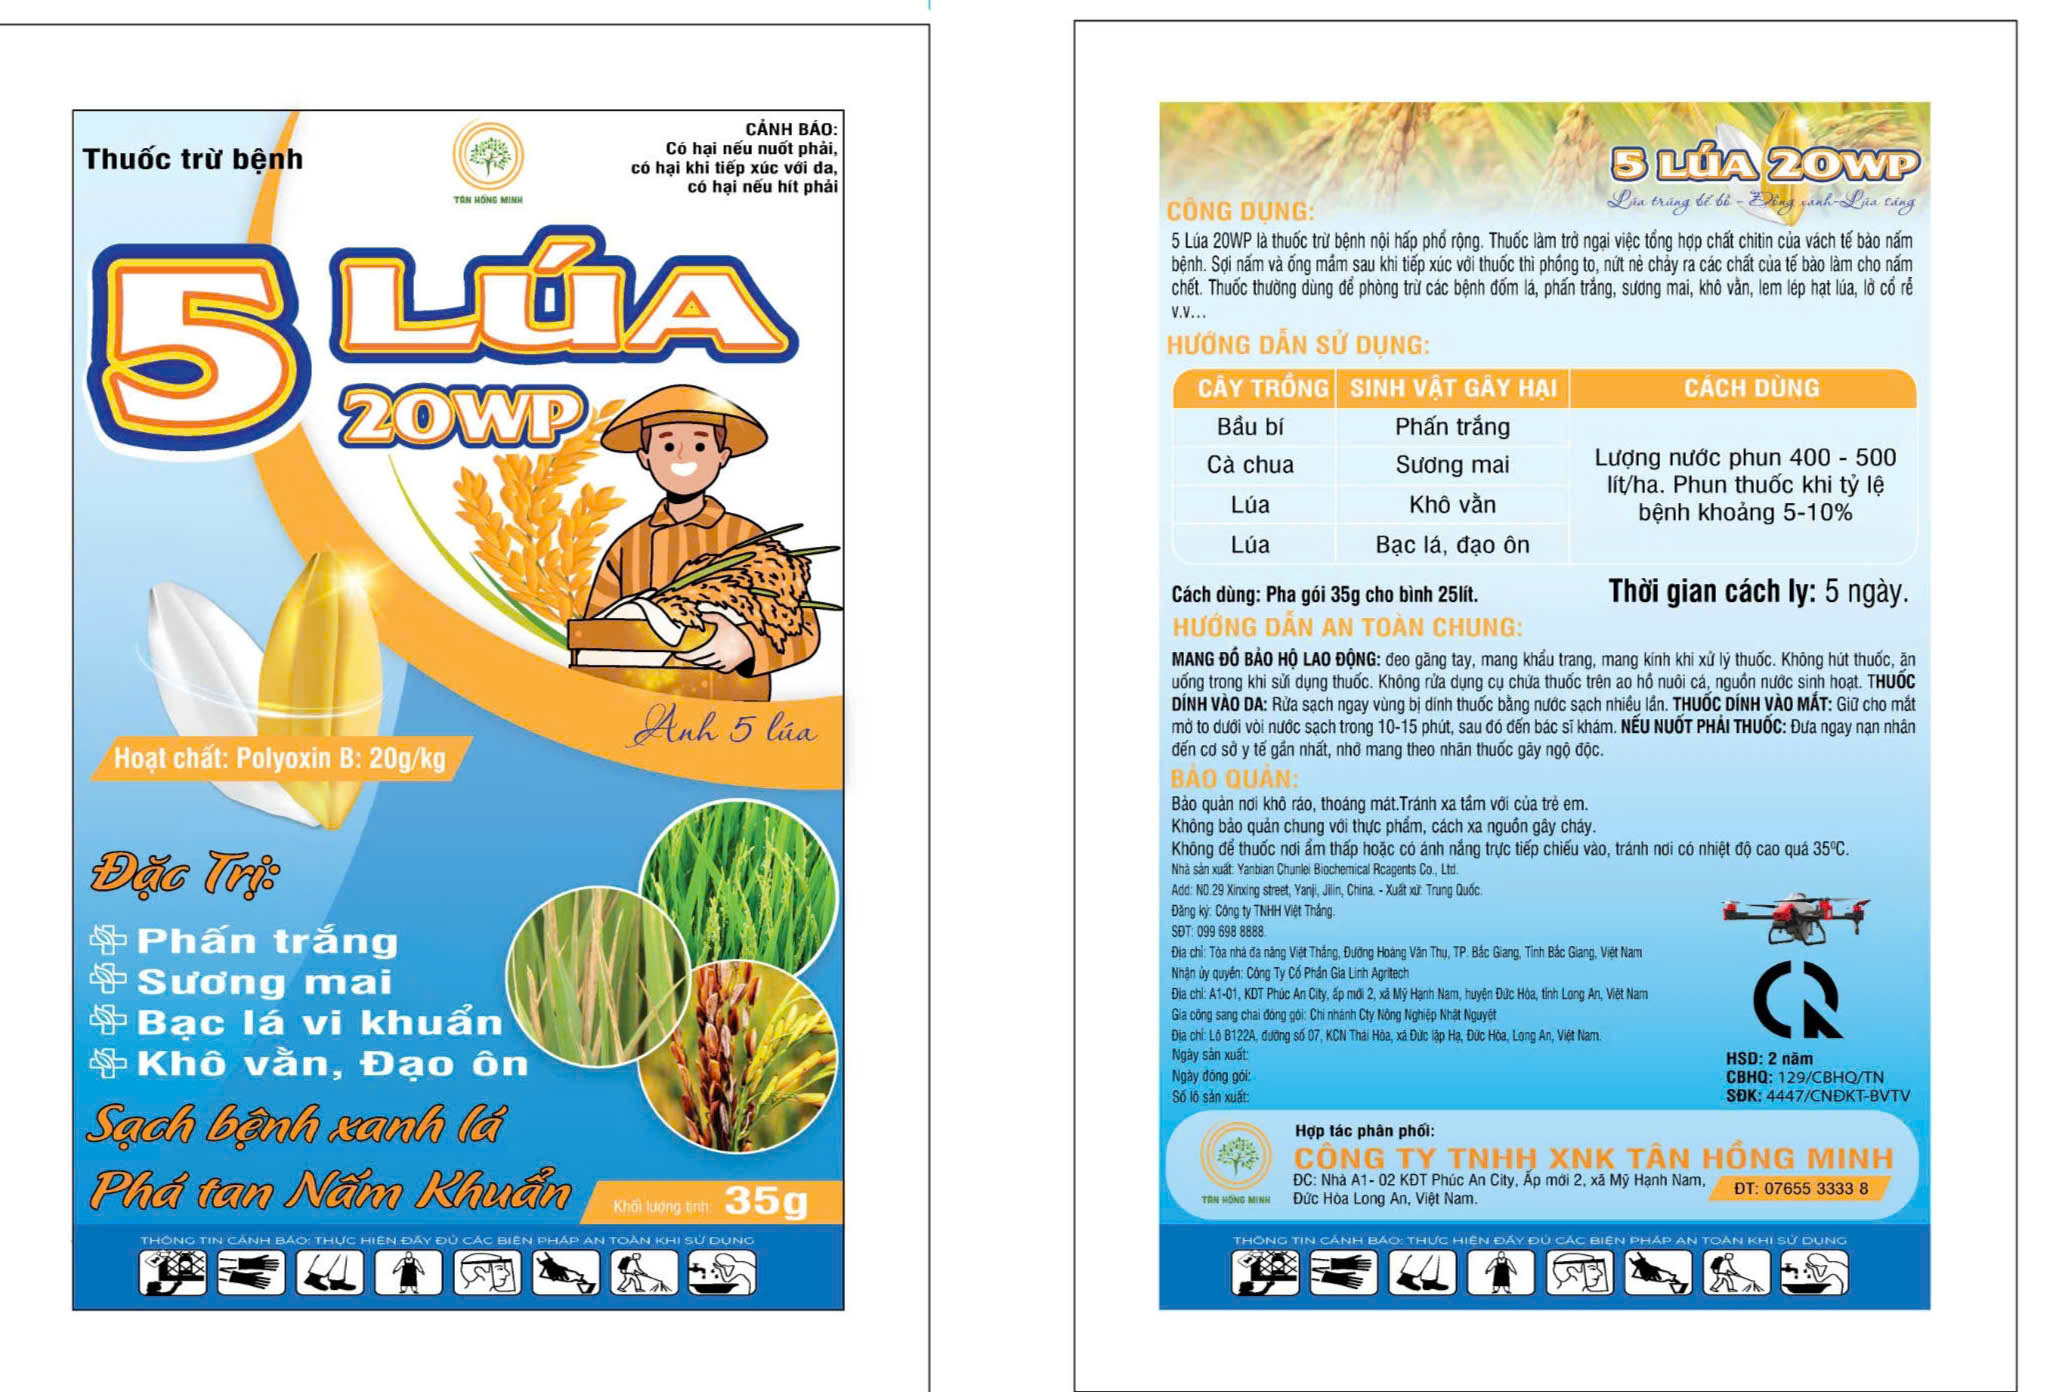 Thuốc trừ bệnh
TÂN HỒNG MINH
CẢNH BÁO:
Có hại nếu nuốt phải,
có hại khi tiếp xúc với da,
có hại nếu hít phải
5 LÚA
20WP
Anh 5 lúa
Hoạt chất: Polyoxin B: 20g/kg
Đặc Trị:
Phấn trắng
Sương mai
Bạc lá vi khuẩn
Khô vằn, Đạo ôn
Sạch bệnh xanh lá
Phá tan Nấm Khuẩn
Khối lượng tịnh: 35g
THÔNG TIN CẢNH BÁO: THỰC HIỆN ĐẦY ĐỦ CÁC BIỆN PHÁP AN TOÀN KHI SỬ DỤNG
5 LÚA 20WP
Lúa trúng bể bồ - Đồng xanh-Lúa sáng
CÔNG DỤNG:
5 Lúa 20WP là thuốc trừ bệnh nội hấp phổ rộng. Thuốc làm trở ngại việc tổng hợp chất chitin của vách tế bào nấm
bệnh. Sợi nấm và ống mầm sau khi tiếp xúc với thuốc thì phồng to, nứt nẻ chảy ra các chất của tế bào làm cho nấm
chết. Thuốc thường dùng để phòng trừ các bệnh đốm lá, phấn trắng, sương mai, khô vằn, lem lép hạt lúa, lở cổ rễ
v.v...
HƯỚNG DẪN SỬ DỤNG:
CÂY TRỒNG SINH VẬT GÂY HẠI CÁCH DÙNG
Bầu bí Phấn trắng
Cà chua Sương mai
Lúa Khô vằn
Lúa Bạc lá, đạo ôn
Lượng nước phun 400 - 500
lít/ha. Phun thuốc khi tỷ lệ
bệnh khoảng 5-10%
Cách dùng: Pha gói 35g cho bình 25lít.
Thời gian cách ly: 5 ngày.
HƯỚNG DẪN AN TOÀN CHUNG:
MANG ĐỒ BẢO HỘ LAO ĐỘNG: đeo găng tay, mang khẩu trang, mang kính khi xử lý thuốc. Không hút thuốc, ăn
uống trong khi sửi dụng thuốc. Không rửa dụng cụ chứa thuốc trên ao hồ nuôi cá, nguồn nước sinh hoạt. THUỐC
DÍNH VÀO DA: Rửa sạch ngay vùng bị dính thuốc bằng nước sạch nhiều lần. THUỐC DÍNH VÀO MẮT: Giữ cho mắt
mở to dưới vòi nước sạch trong 10-15 phút, sau đó đến bác sĩ khám. NẾU NUỐT PHẢI THUỐC: Đưa ngay nạn nhân
đến cơ sở y tế gần nhất, nhớ mang theo nhãn thuốc gây ngộ độc.
BẢO QUẢN:
Bảo quản nơi khô ráo, thoáng mát.Tránh xa tầm với của trẻ em.
Không bảo quản chung với thực phẩm, cách xa nguồn gây cháy.
Không để thuốc nơi ẩm thấp hoặc có ánh nắng trực tiếp chiếu vào, tránh nơi có nhiệt độ cao quá 35⁰C.
Nhà sản xuất: Yanbian Chunlei Biochemical Rcagents Co., Ltd.
Add: NO.29 Xinxing street, Yanji, Jilin, China. - Xuất xứ: Trung Quốc.
Đăng ký: Công ty TNHH Việt Thắng.
SĐT: 099 698 8888.
Địa chỉ: Tòa nhà đa năng Việt Thắng, Đường Hoàng Văn Thụ, TP. Bắc Giang, Tỉnh Bắc Giang, Việt Nam
Nhận ủy quyền: Công Ty Cổ Phần Gia Linh Agritech
Địa chỉ: A1-01, KDT Phúc An City, ấp mới 2, xã Mỹ Hạnh Nam, huyện Đức Hòa, tỉnh Long An, Việt Nam
Gia công sang chai đóng gói: Chi nhánh Cty Nông Nghiệp Nhật Nguyệt
Địa chỉ: Lô B122A, đường số 07, KCN Thái Hòa, xã Đức lập Hạ, Đức Hòa, Long An, Việt Nam.
Ngày sản xuất:
Ngày đóng gói:
Số lô sản xuất:
HSD: 2 năm
CBHQ: 129/CBHQ/TN
SĐK: 4447/CNĐKT-BVTV
TÂN HỒNG MINH
Hợp tác phân phối:
CÔNG TY TNHH XNK TÂN HỒNG MINH
ĐC: Nhà A1- 02 KĐT Phúc An City, Ấp mới 2, xã Mỹ Hạnh Nam,
Đức Hòa Long An, Việt Nam.
ĐT: 07655 3333 8
THÔNG TIN CẢNH BÁO: THỰC HIỆN ĐẦY ĐỦ CÁC BIỆN PHÁP AN TOÀN KHI SỬ DỤNG